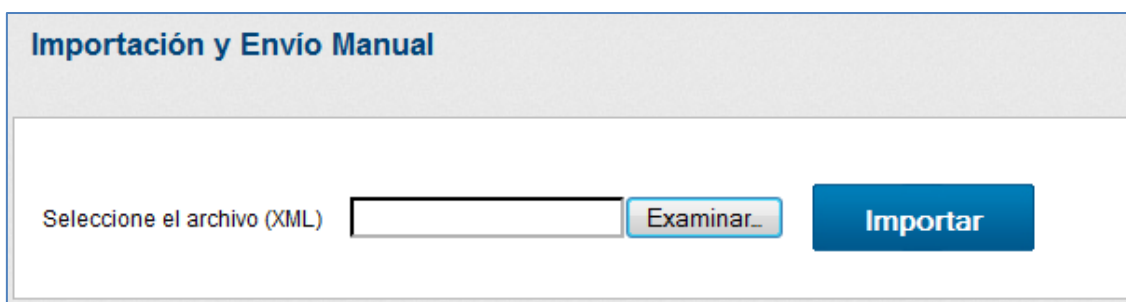 Importación y Envío Manual
Seleccione el archivo (XML) Examinar... Importar